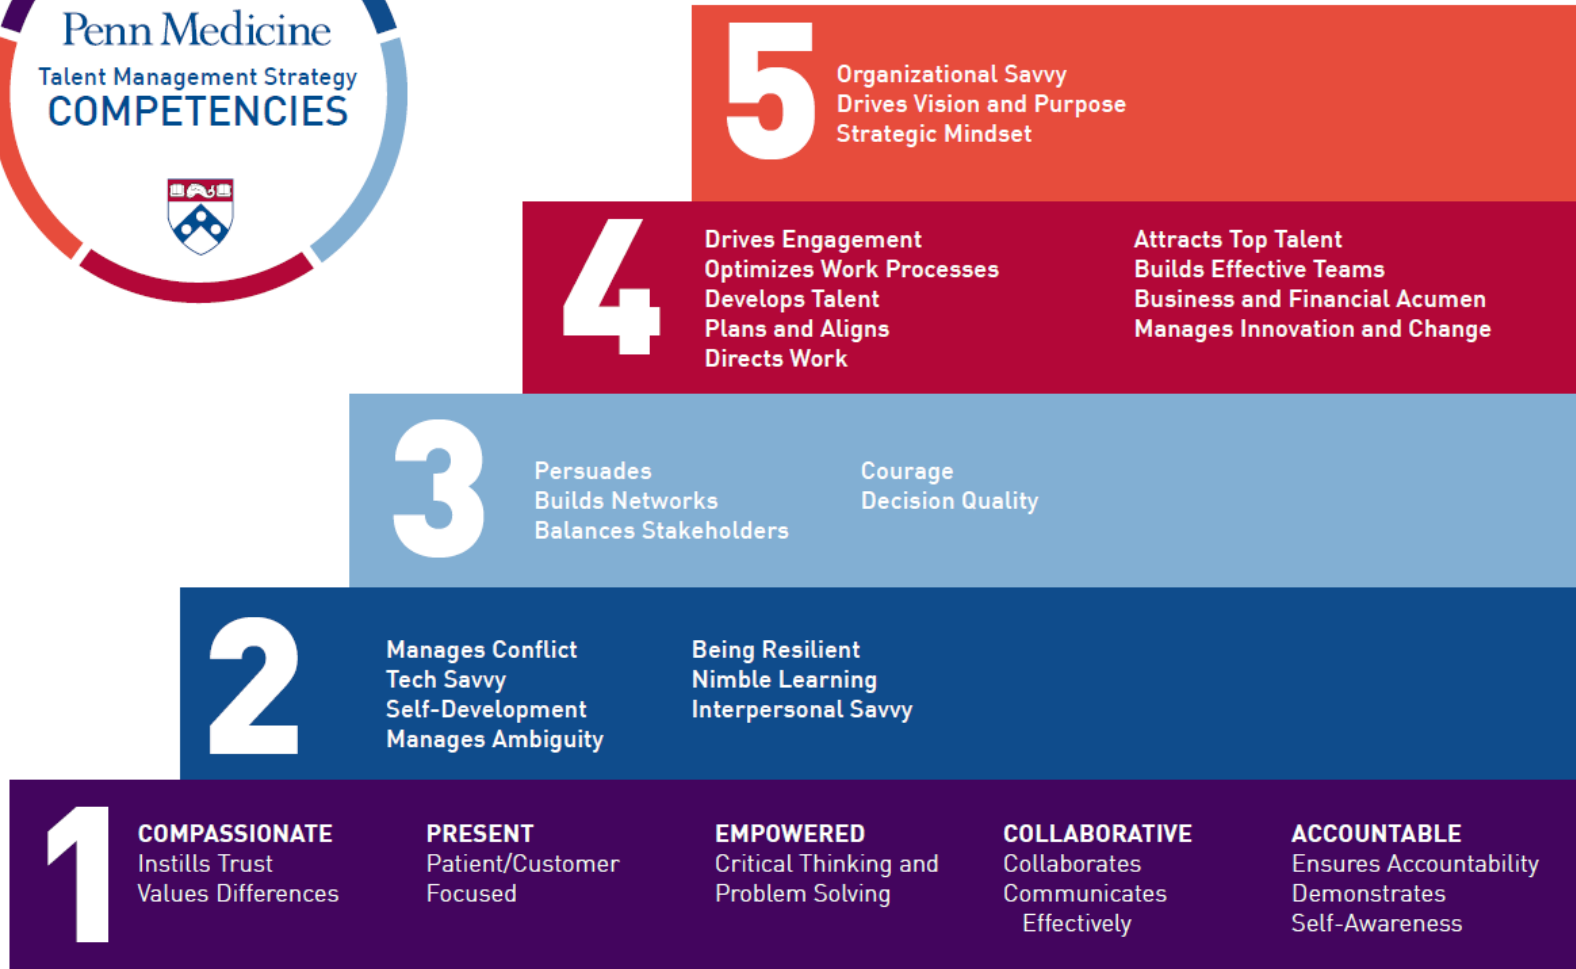 Penn Medicine
Talent Management Strategy
COMPETENCIES
5
Organizational Savvy
Drives Vision and Purpose
Strategic Mindset
4
Drives Engagement
Optimizes Work Processes
Develops Talent
Plans and Aligns
Directs Work
Attracts Top Talent
Builds Effective Teams
Business and Financial Acumen
Manages Innovation and Change
3
Persuades
Builds Networks
Balances Stakeholders
Courage
Decision Quality
2
Manages Conflict
Tech Savvy
Self-Development
Manages Ambiguity
Being Resilient
Nimble Learning
Interpersonal Savvy
1
COMPASSIONATE
Instills Trust
Values Differences
PRESENT
Patient/Customer
Focused
EMPOWERED
Critical Thinking and
Problem Solving
COLLABORATIVE
Collaborates
Communicates
Effectively
ACCOUNTABLE
Ensures Accountability
Demonstrates
Self-Awareness